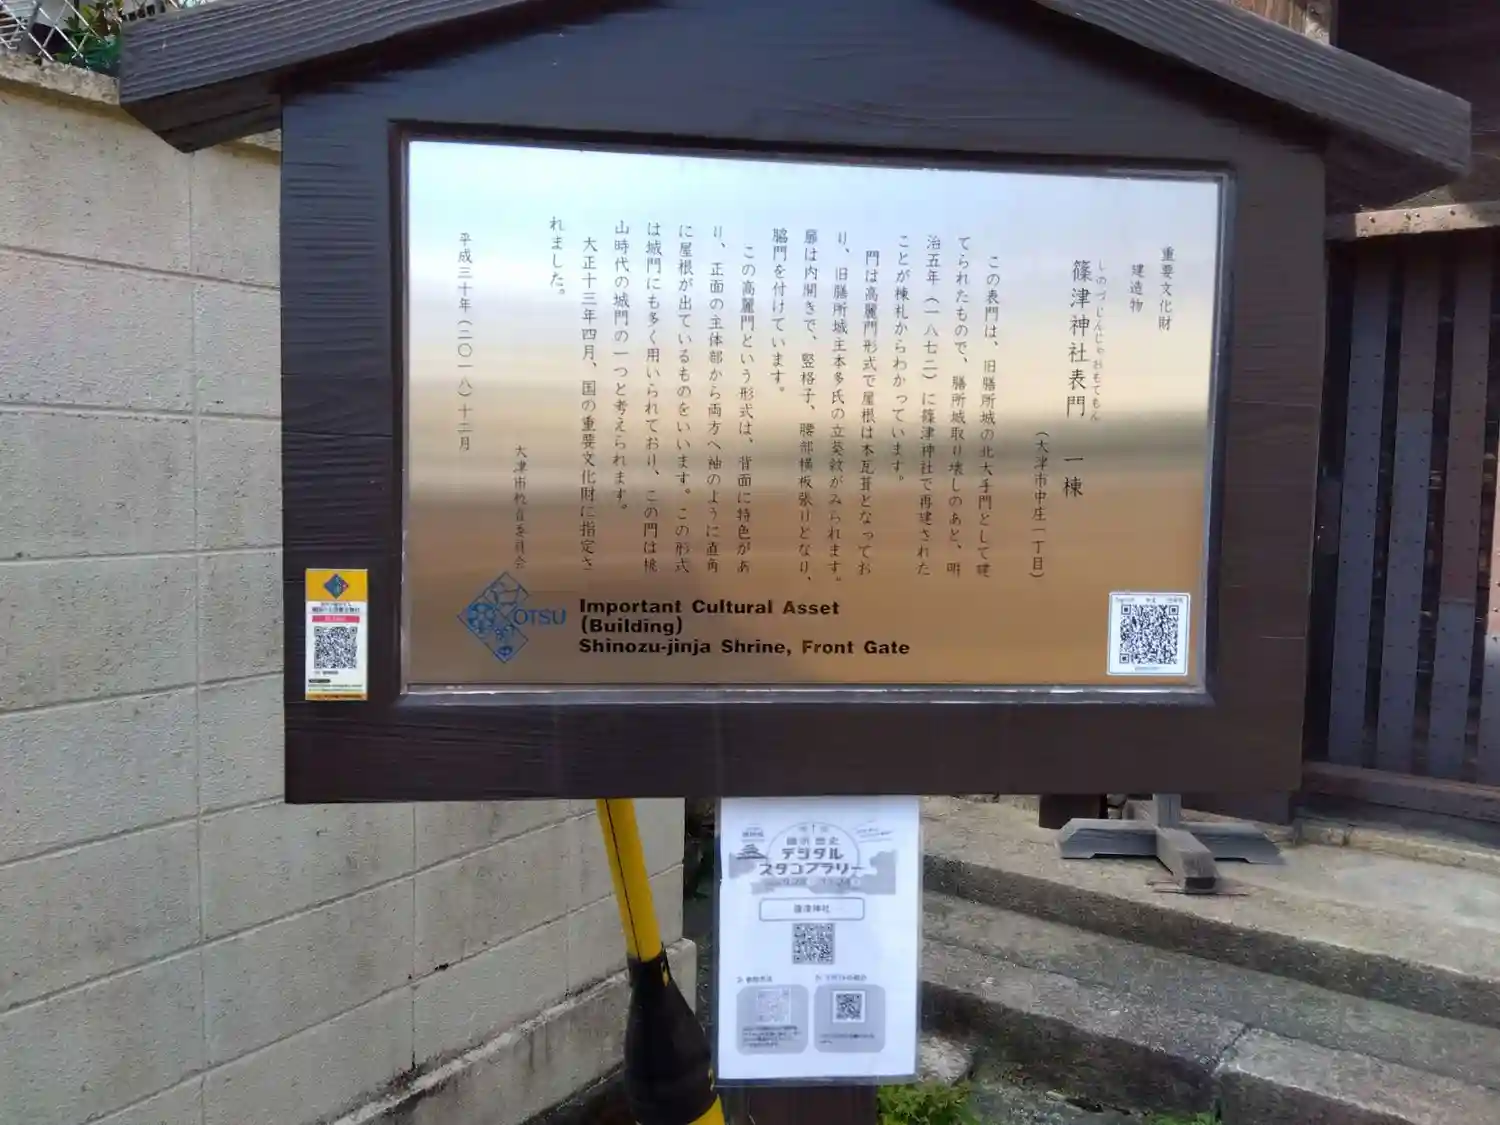 重要文化財
建造物
しのづじんじゃおもてもん
篠津神社表門 一棟
(大津市中庄一丁目)
この表門は、旧膳所城の北大手門として建
てられたもので、膳所城取り壊しのあと、明
治五年(一八七二)に篠津神社で再建された
ことが棟札からわかっています。
門は高麗門形式で屋根は本瓦葺となってお
り、旧膳所城主本多氏の立葵紋がみられます。
扉は内開きで、竪格子、腰部横板張りとなり、
脇門を付けています。
この高麗門という形式は、背面に特色があ
り、正面の主体部から両方へ袖のように直角
に屋根が出ているものをいいます。この形式
は城門にも多く用いられており、この門は桃
山時代の城門の一つと考えられます。
大正十三年四月、国の重要文化財に指定さ
れました。
大津市教育委員会
平成三十年(二〇一八)十二月
OTSU
Important Cultural Asset
(Building)
Shinozu-jinja Shrine, Front Gate
デジタル
スタンプラリー
篠津神社